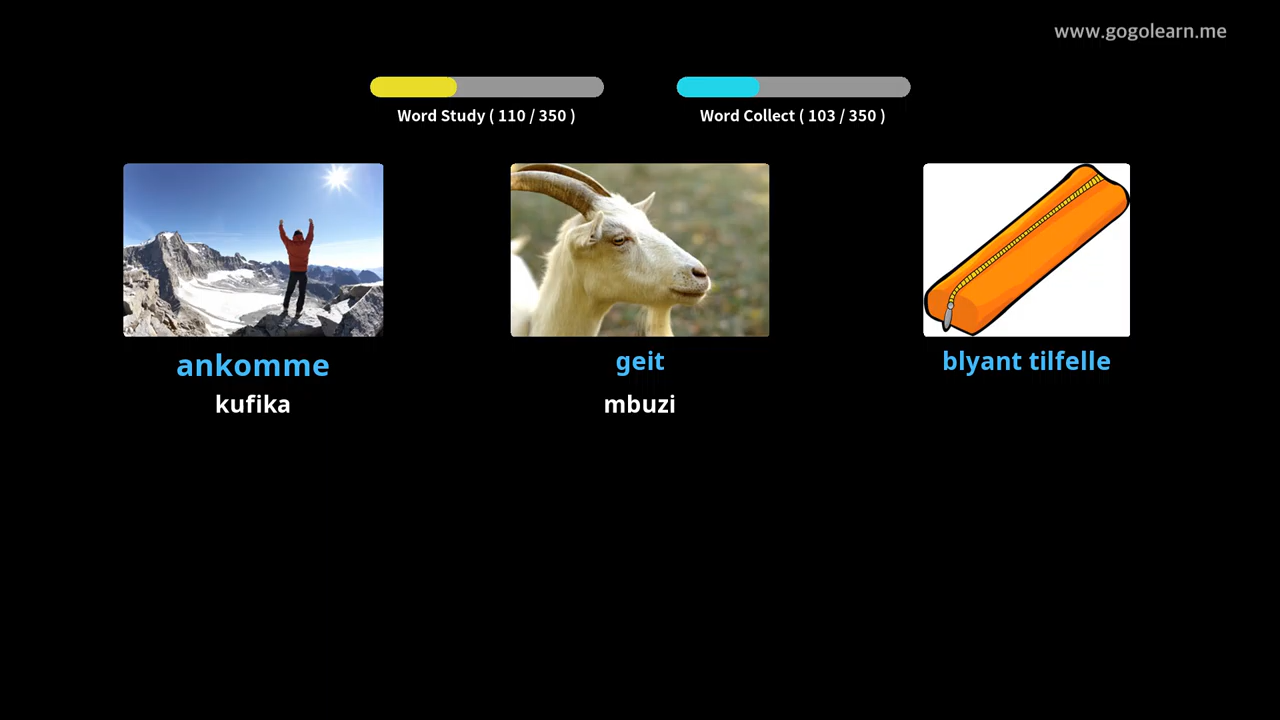 www.gogolearn.me
Word Study ( 110 / 350 )
Word Collect ( 103 / 350 )
ankomme
geit
blyant tilfelle
kufika
mbuzi